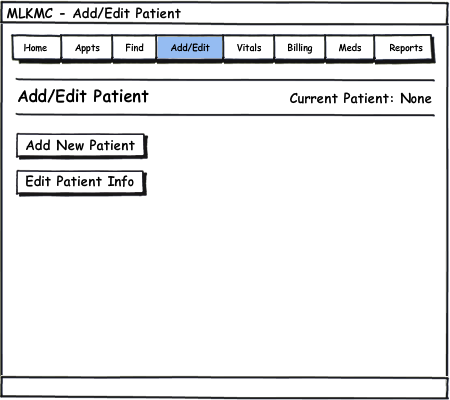 MLKMC - Add/Edit Patient
Home Appts Find Add/Edit Vitals Billing Meds Reports
Add/Edit Patient Current Patient: None
Add New Patient
Edit Patient Info